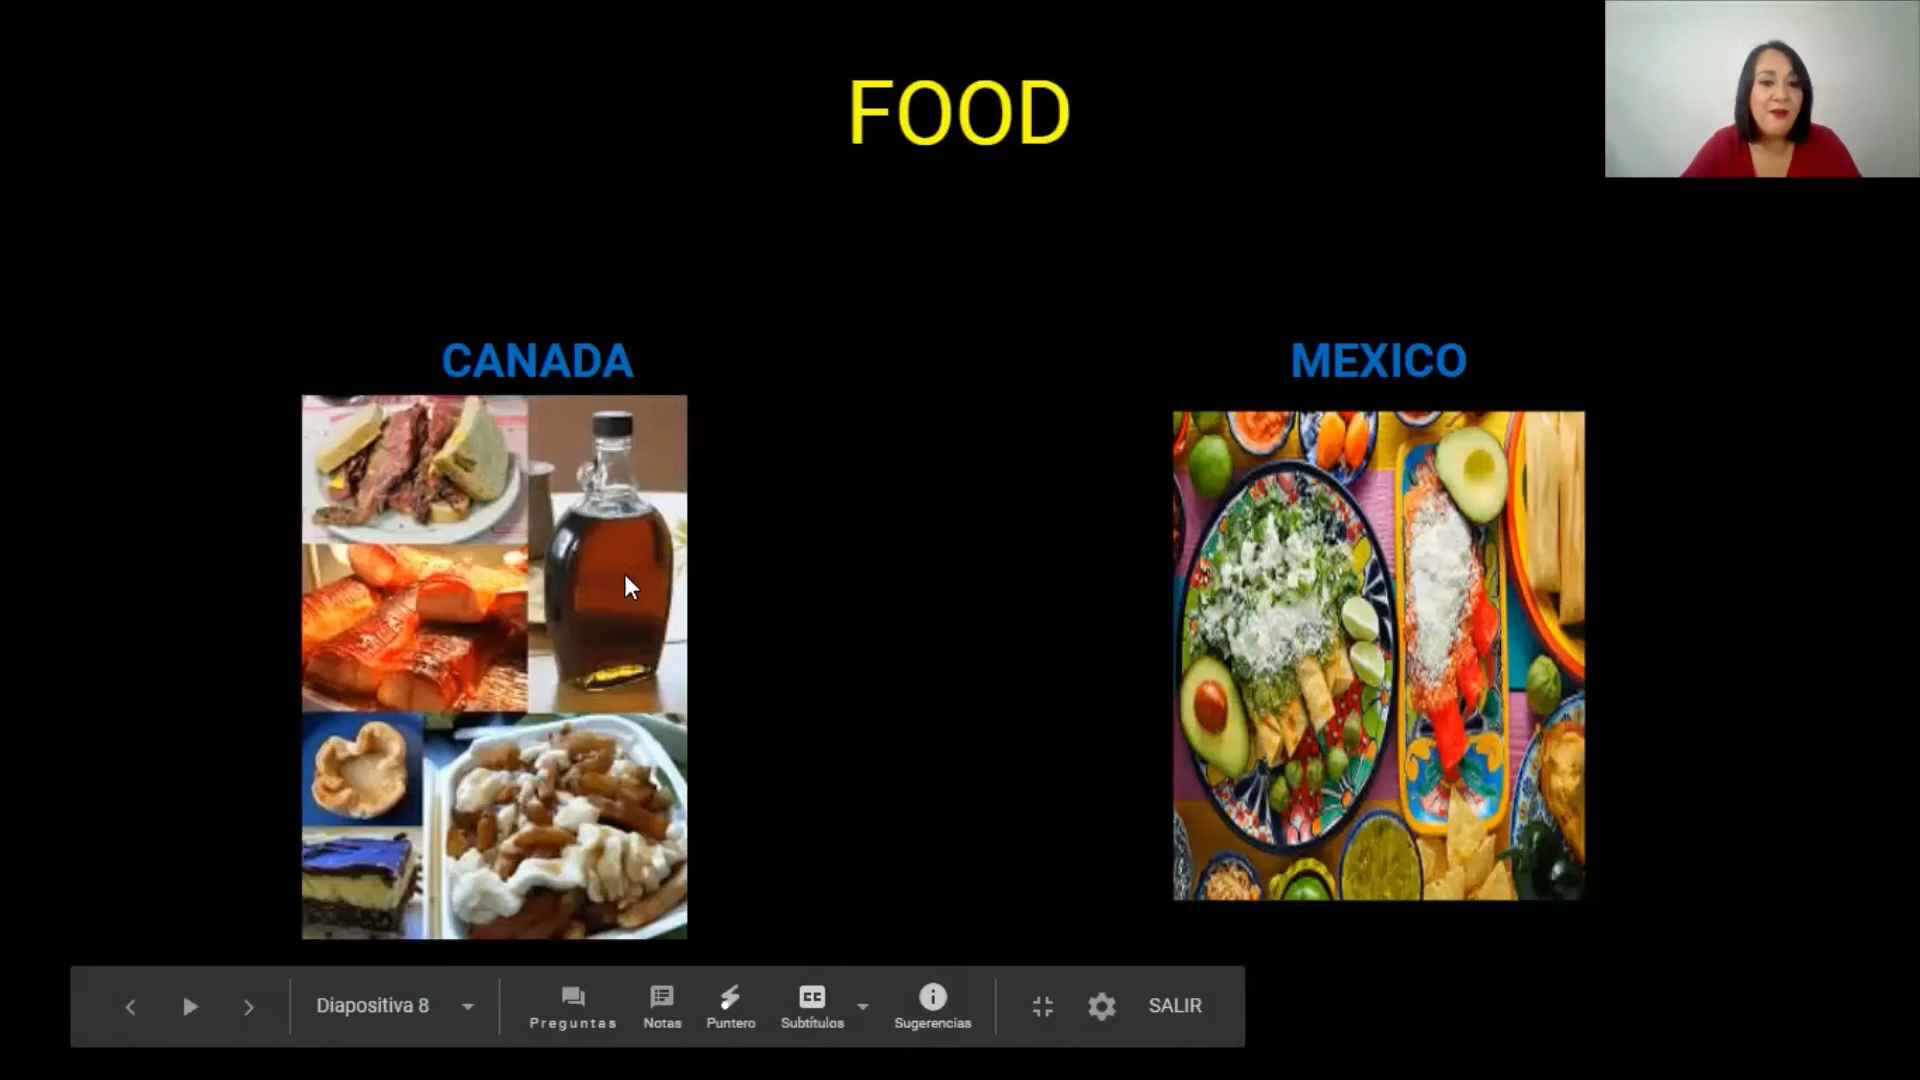 FOOD
CANADA
MEXICO
Diapositiva 8
Preguntas
Notas
Puntero
Subtítulos
Sugerencias
SALIR